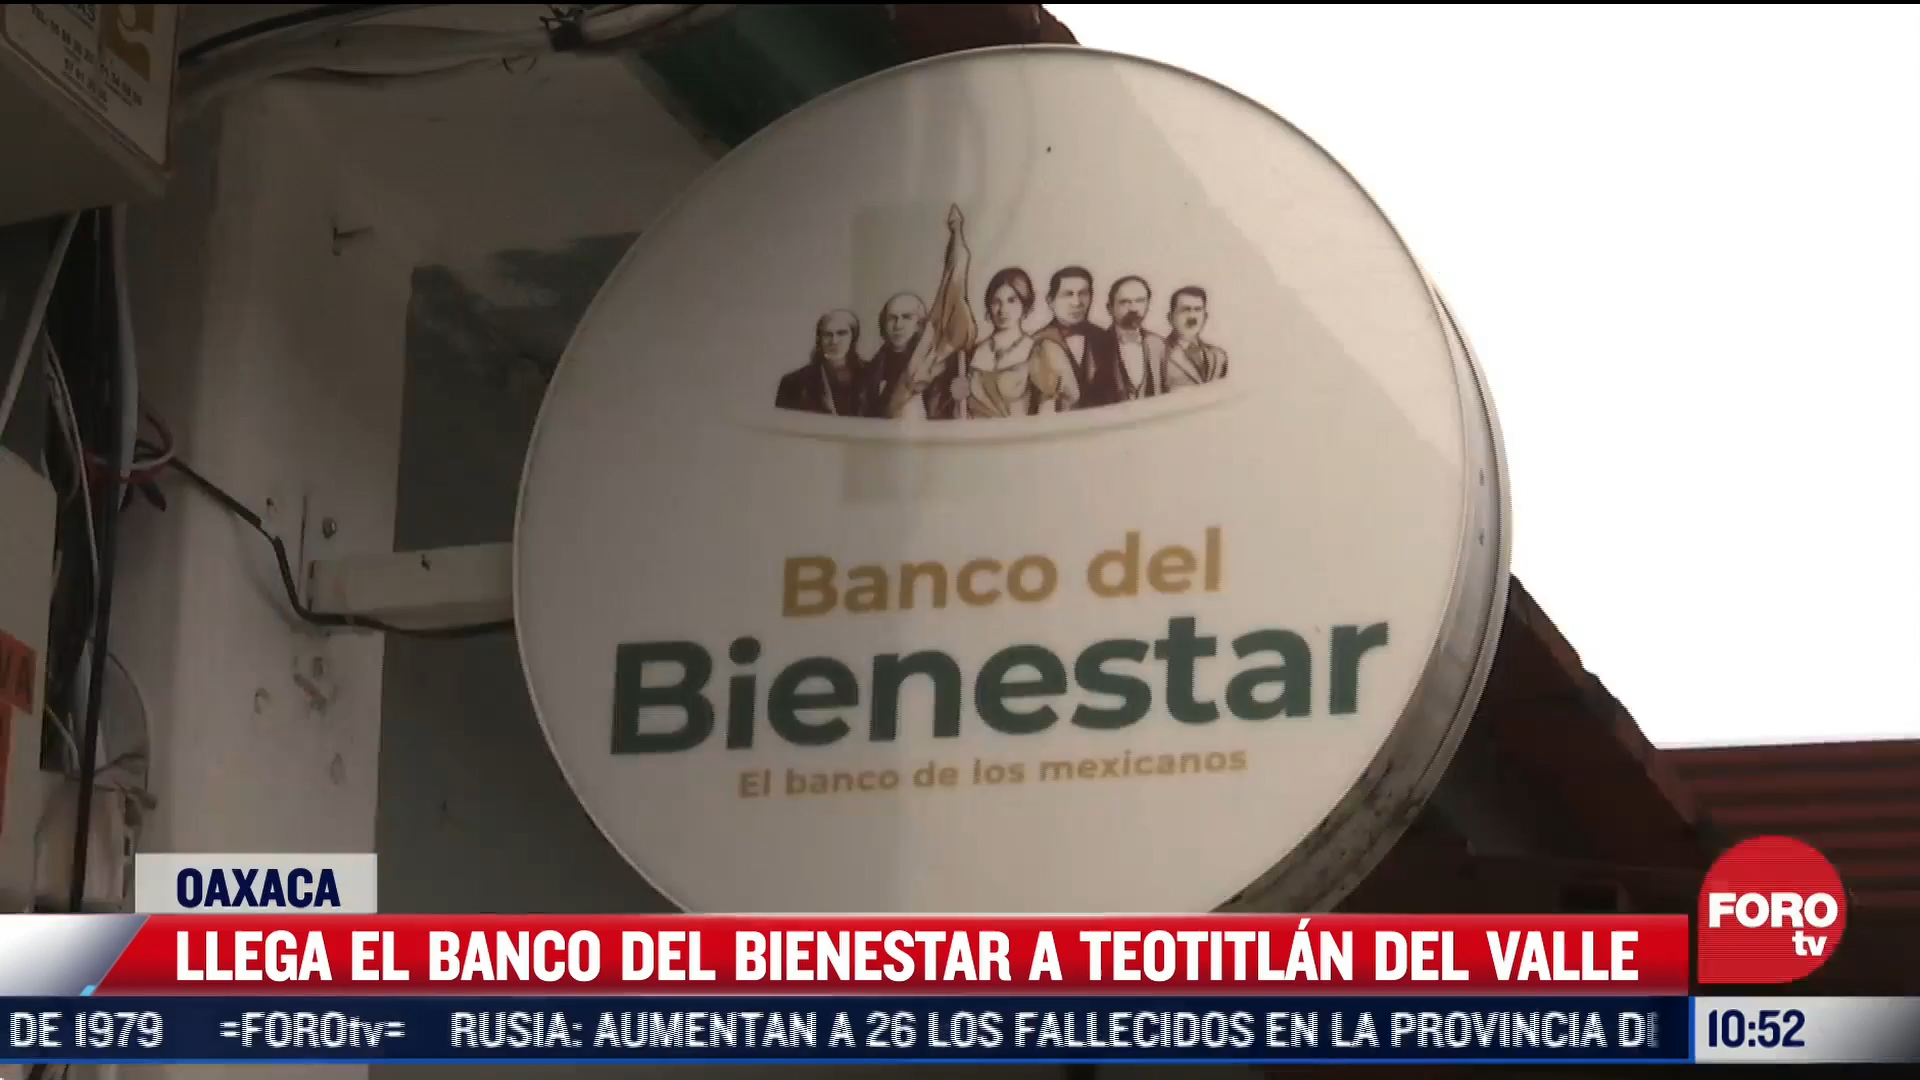 Banco del
Bienestar
El banco de los mexicanos
OAXACA
LLEGA EL BANCO DEL BIENESTAR A TEOTITLÁN DEL VALLE
FORO
tv
DE 1979 =FOROtv= RUSIA: AUMENTAN A 26 LOS FALLECIDOS EN LA PROVINCIA DE
10:52